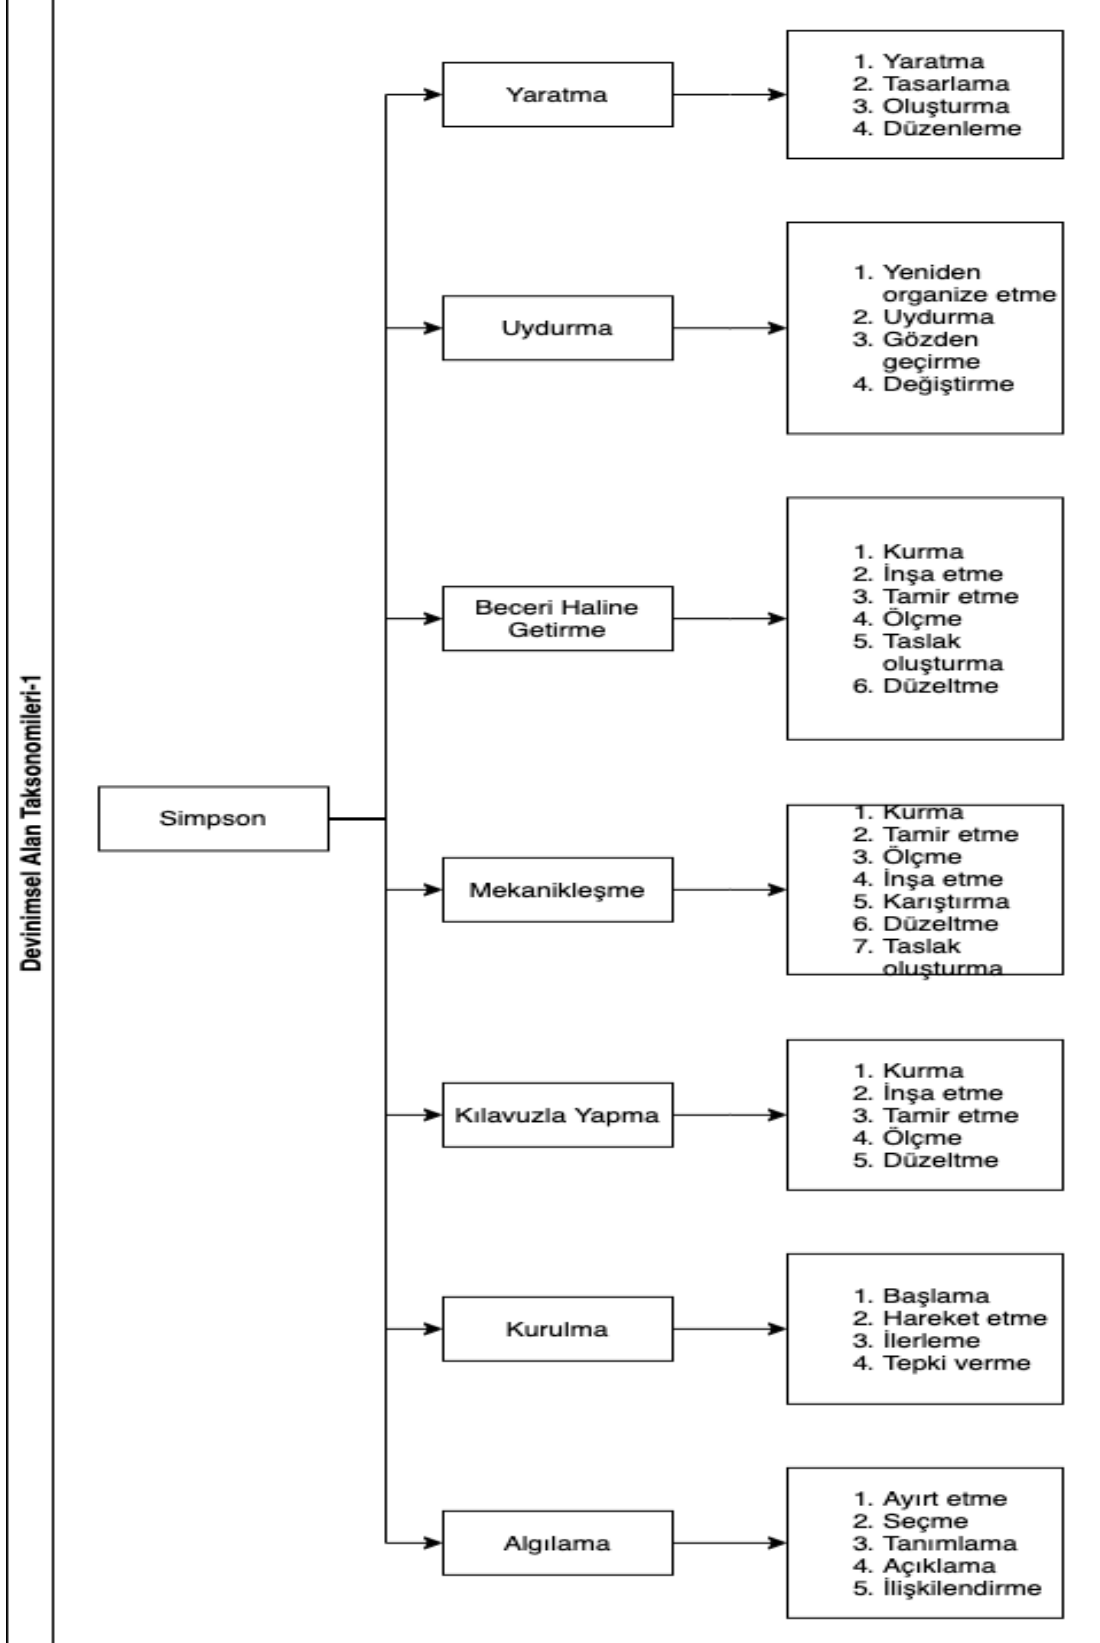 Devinimsel Alan Taksonomileri-1
Simpson
Yaratma
1. Yaratma
2. Tasarlama
3. Oluşturma
4. Düzenleme
Uydurma
1. Yeniden
organize etme
2. Uydurma
3. Gözden
geçirme
4. Değiştirme
Beceri Haline
Getirme
1. Kurma
2. İnşa etme
3. Tamir etme
4. Ölçme
5. Taslak
oluşturma
6. Düzeltme
Mekanikleşme
1. Kurma
2. Tamir etme
3. Ölçme
4. İnşa etme
5. Karıştırma
6. Düzeltme
7. Taslak
oluşturma
Kılavuzla Yapma
1. Kurma
2. İnşa etme
3. Tamir etme
4. Ölçme
5. Düzeltme
Kurulma
1. Başlama
2. Hareket etme
3. İlerleme
4. Tepki verme
Algılama
1. Ayırt etme
2. Seçme
3. Tanımlama
4. Açıklama
5. İlişkilendirme